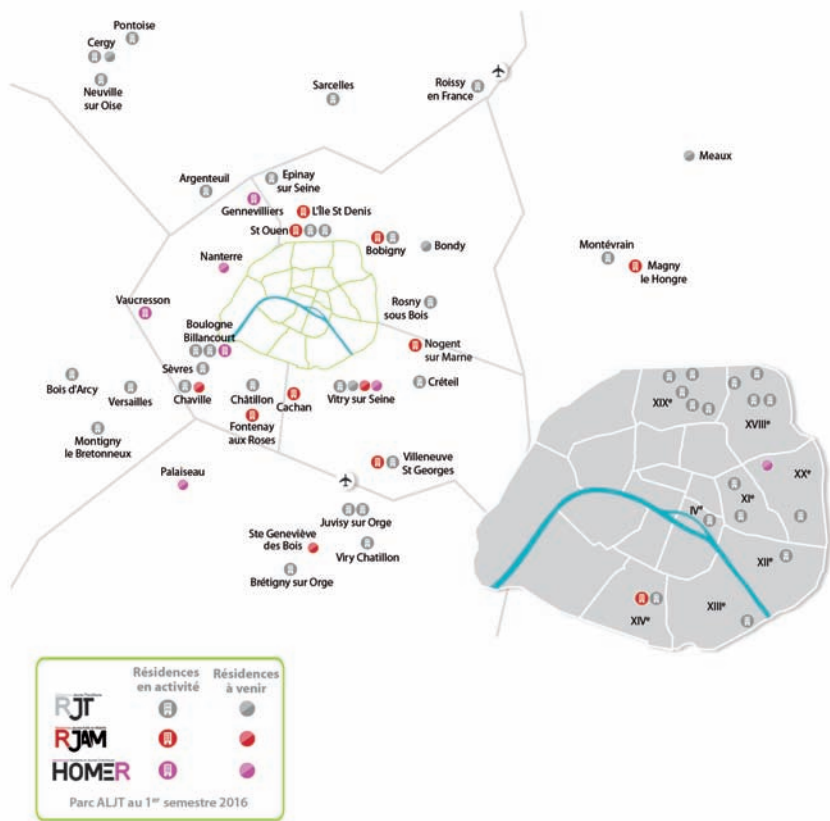 Pontoise
Cergy
Neuville
sur Oise
Sarcelles
Roissy
en France
Meaux
Argenteuil
Epinay
sur Seine
Gennevilliers
L'Île St Denis
St Ouen
Bobigny
Bondy
Nanterre
Montévrain
Magny
le Hongre
Vaucresson
Rosny
sous Bois
Boulogne
Billancourt
Nogent
sur Marne
Sèvres
Bois d'Arcy
Versailles
Chaville
Châtillon
Cachan
Vitry sur Seine
Créteil
Fontenay
aux Roses
Montigny
le Bretonneux
Palaiseau
Villeneuve
St Georges
Juvisy sur Orge
Ste Geneviève
des Bois
Viry Chatillon
Brétigny sur Orge
XIXe
XVIIIe
XXe
XIe
IVe
XIIe
XIVe
XIIIe
Résidences
en activité
Résidences
à venir
RJT
RJAM
HOMER
Parc ALJT au 1er semestre 2016